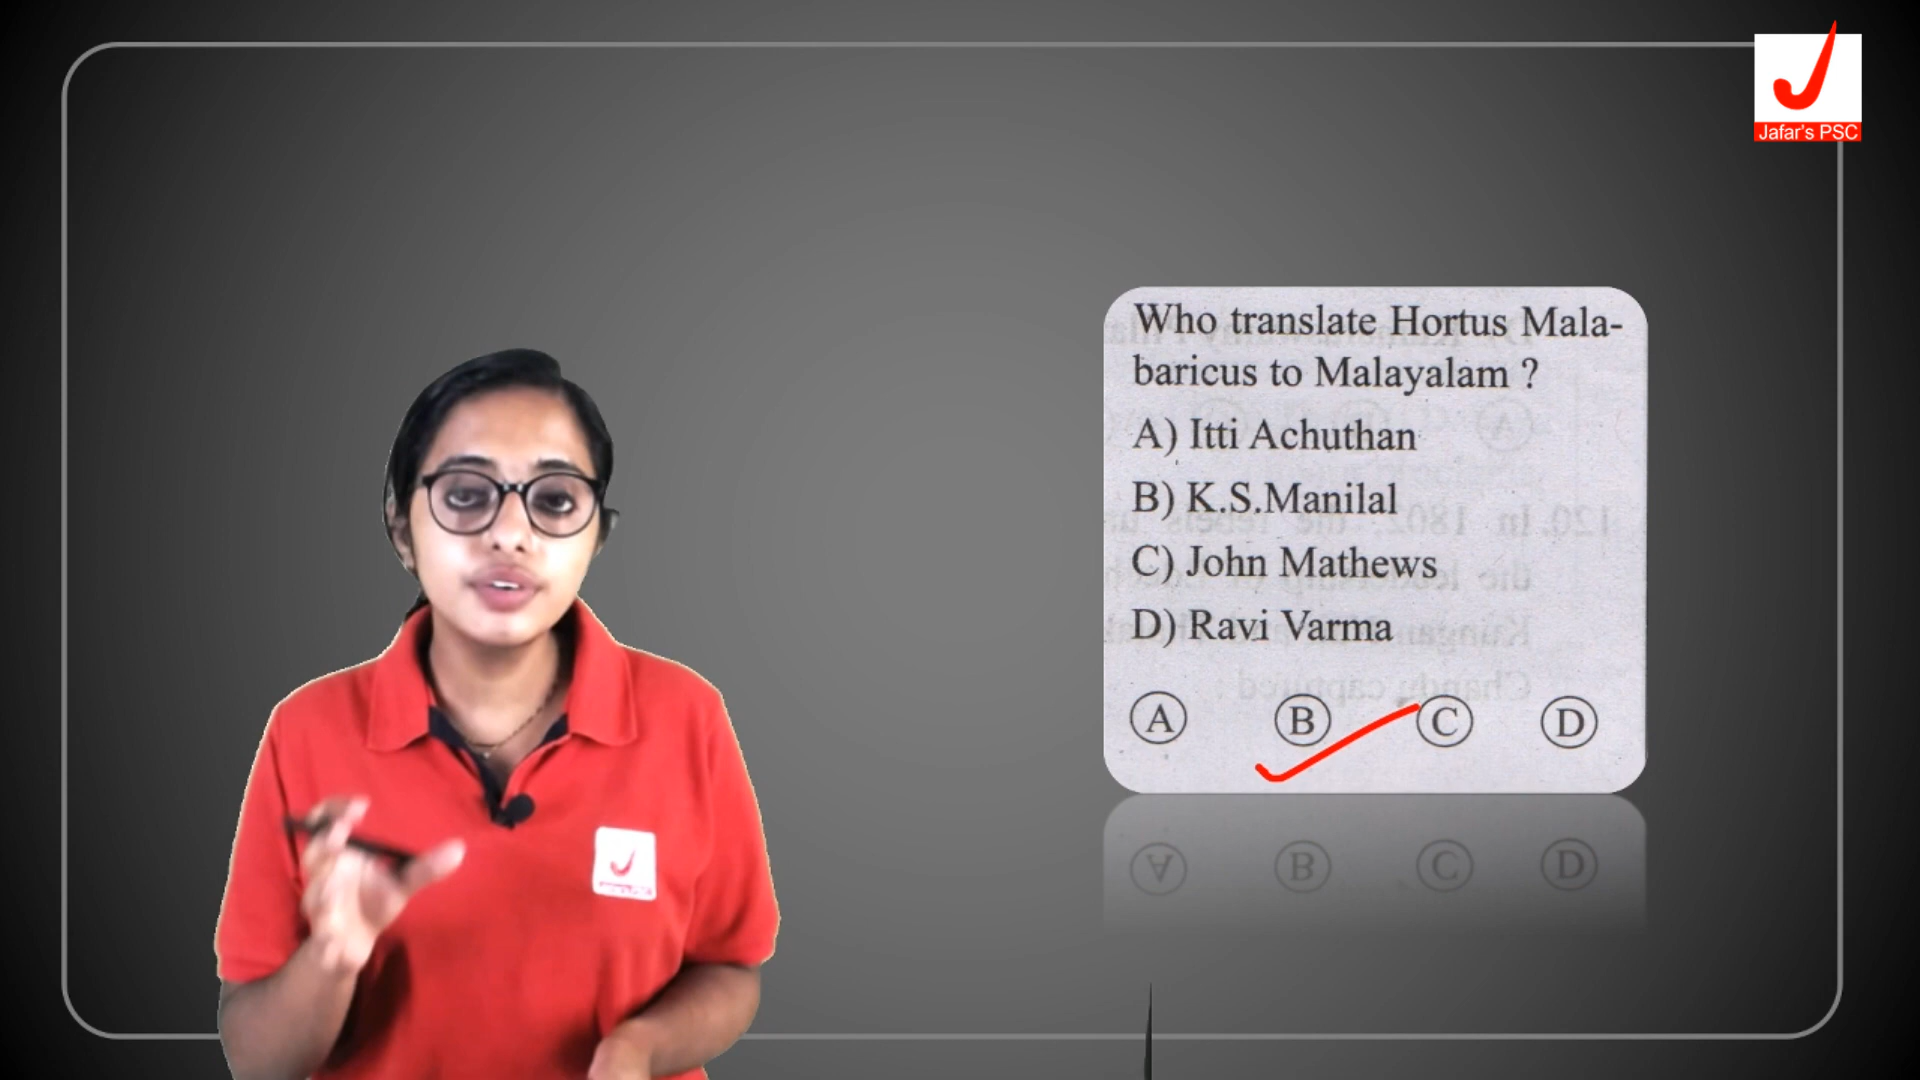 Jafar's PSC
Who translate Hortus Mala-
baricus to Malayalam ?
A) Itti Achuthan
B) K.S.Manilal
C) John Mathews
D) Ravi Varma
A B C D